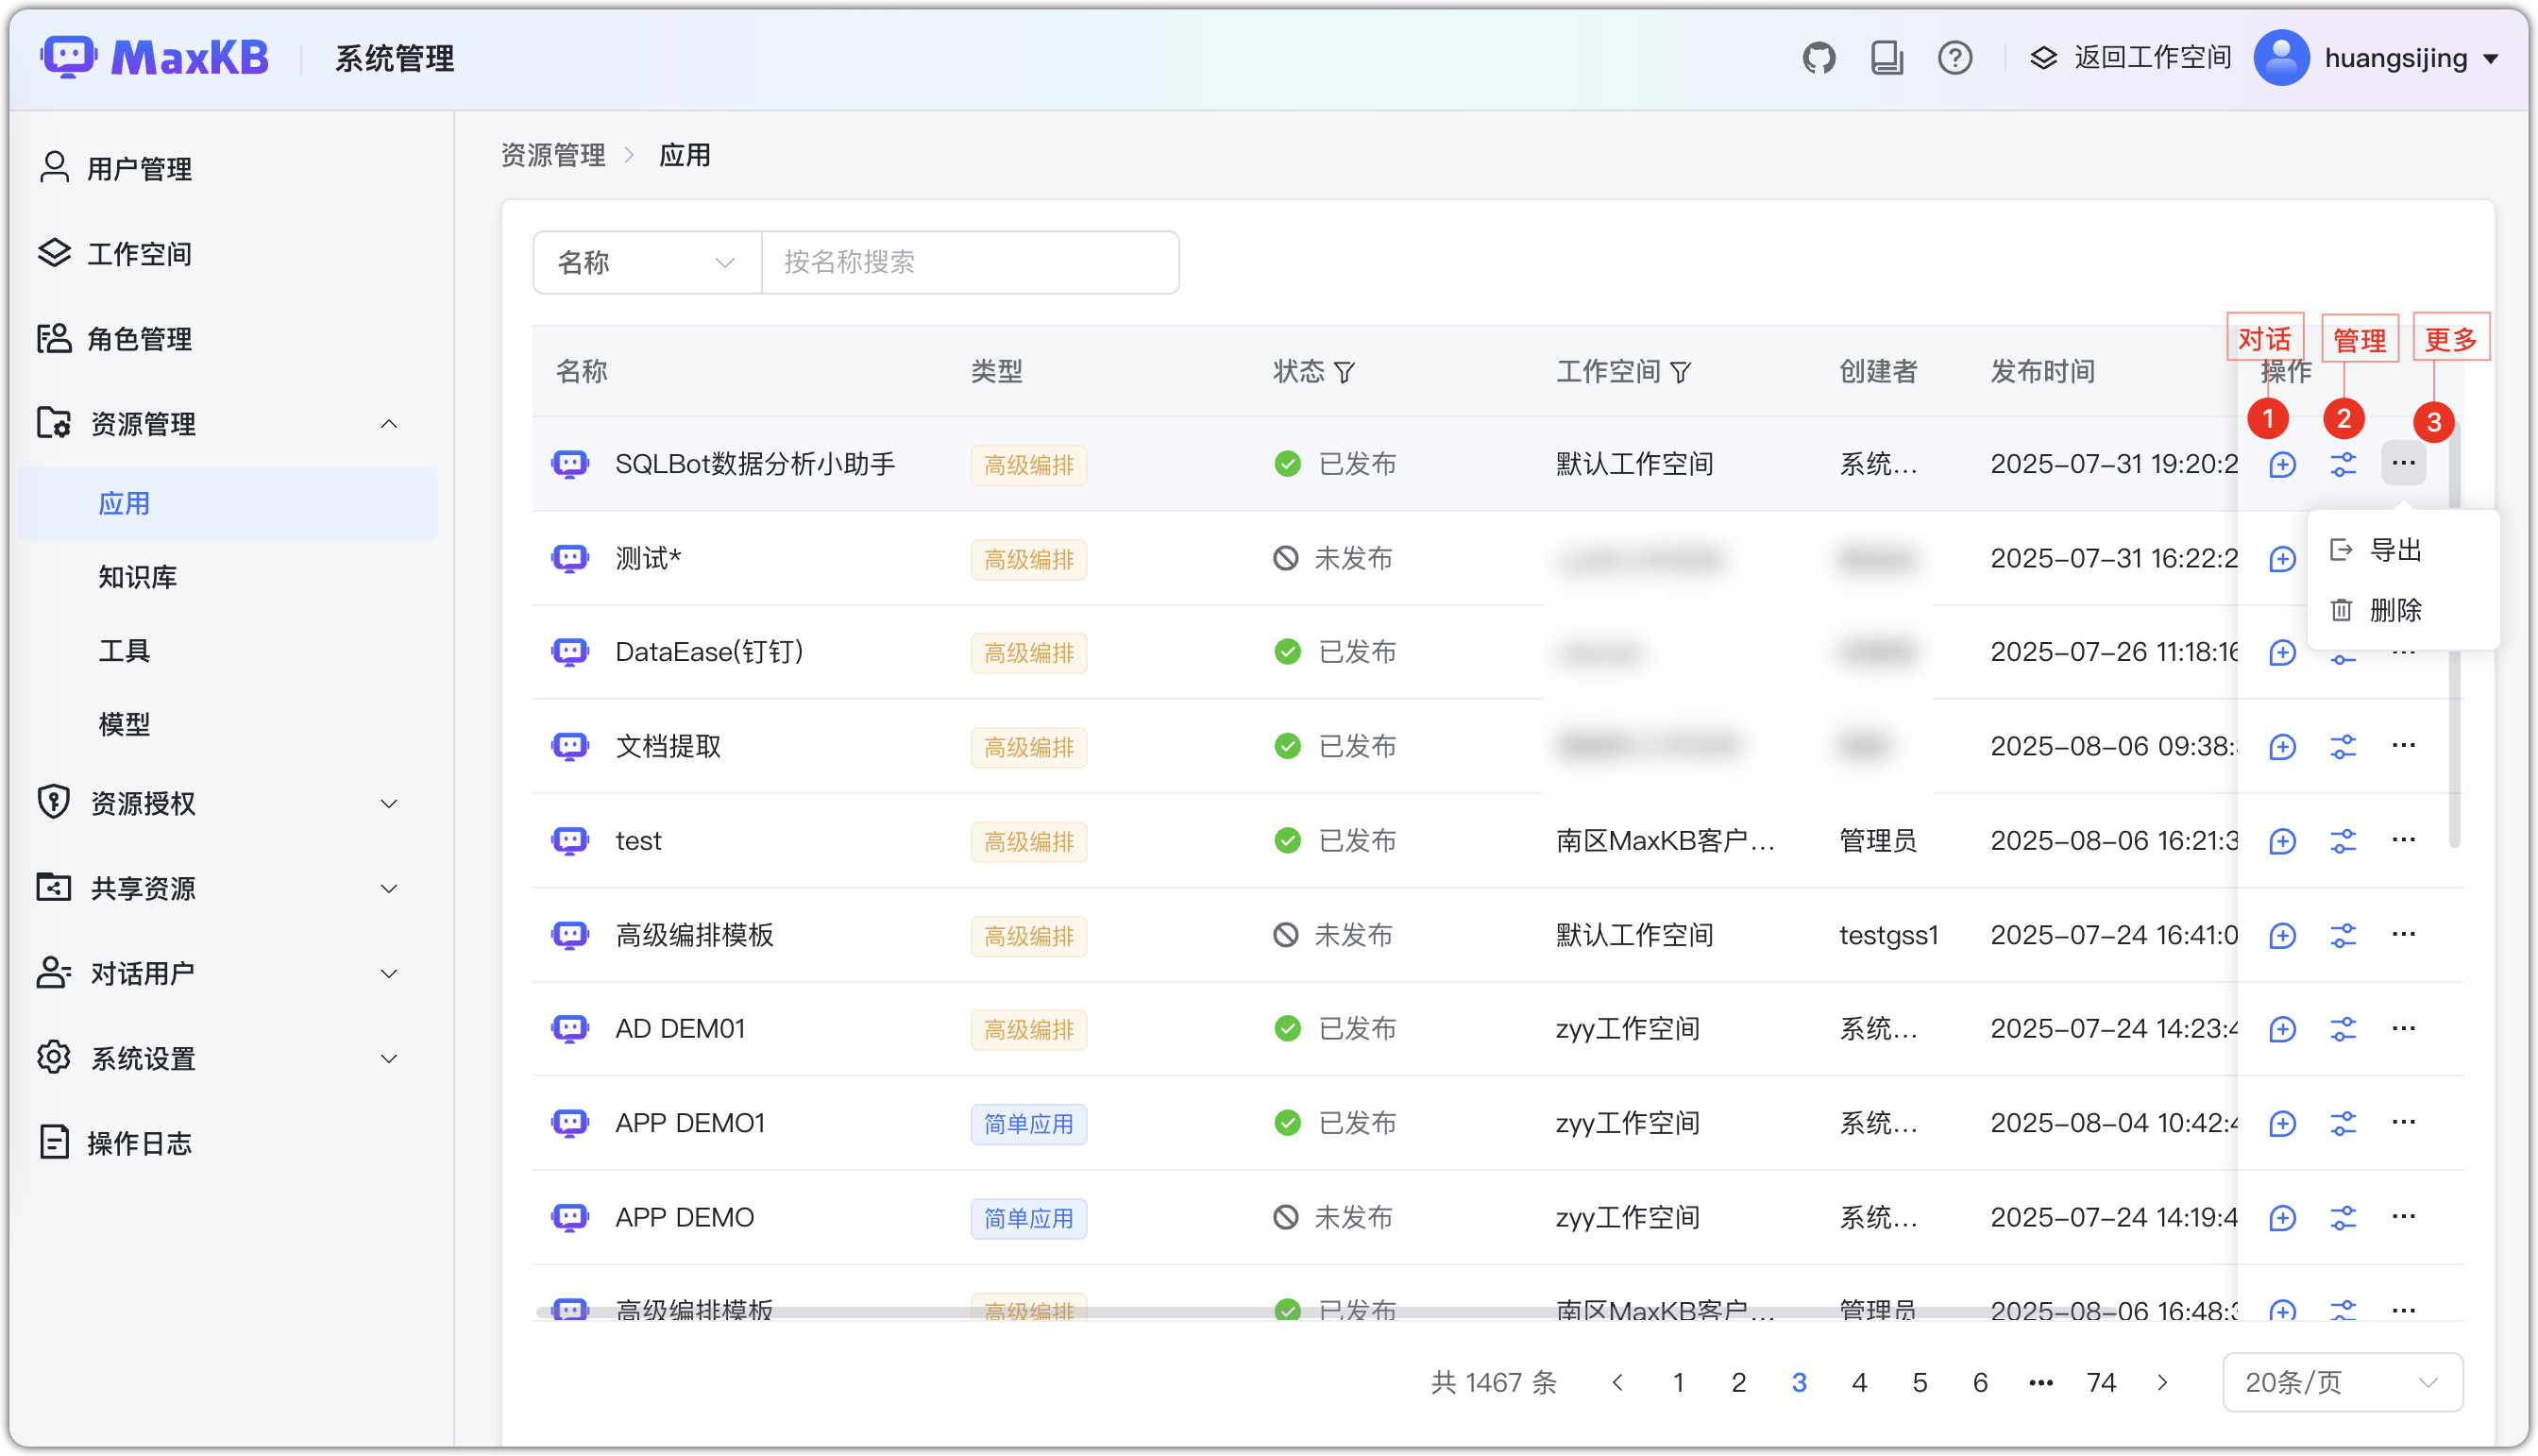 MaxKB 系统管理 返回工作空间 huangsijing
用户管理
工作空间
角色管理
资源管理
应用
知识库
工具
模型
资源授权
共享资源
对话用户
系统设置
操作日志
资源管理 > 应用
名称 按名称搜索
对话 管理 更多
名称 类型 状态 工作空间 创建者 发布时间 操作
1 2 3
SQLBot数据分析小助手 高级编排 已发布 默认工作空间 系统... 2025-07-31 19:20:2
测试* 高级编排 未发布 2025-07-31 16:22:2
导出
删除
DataEase(钉钉) 高级编排 已发布 2025-07-26 11:18:16
文档提取 高级编排 已发布 2025-08-06 09:38:
test 高级编排 已发布 南区MaxKB客户... 管理员 2025-08-06 16:21:3
高级编排模板 高级编排 未发布 默认工作空间 testgss1 2025-07-24 16:41:0
AD DEM01 高级编排 已发布 zyy工作空间 系统... 2025-07-24 14:23:4
APP DEMO1 简单应用 已发布 zyy工作空间 系统... 2025-08-04 10:42:4
APP DEMO 简单应用 未发布 zyy工作空间 系统... 2025-07-24 14:19:4
高级编排模板 高级编排 已发布 南区MaxKB客户... 管理员 2025-08-06 16:48:3
共 1467 条 < 1 2 3 4 5 6 ••• 74 > 20条/页